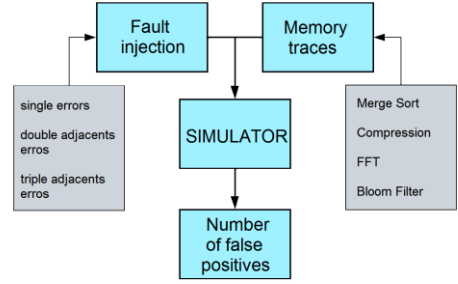 Fault
injection
Memory
traces
single errors
double adjacents
erros
triple adjacents
erros
SIMULATOR
Merge Sort
Compression
FFT
Bloom Filter
Number
of false
positives